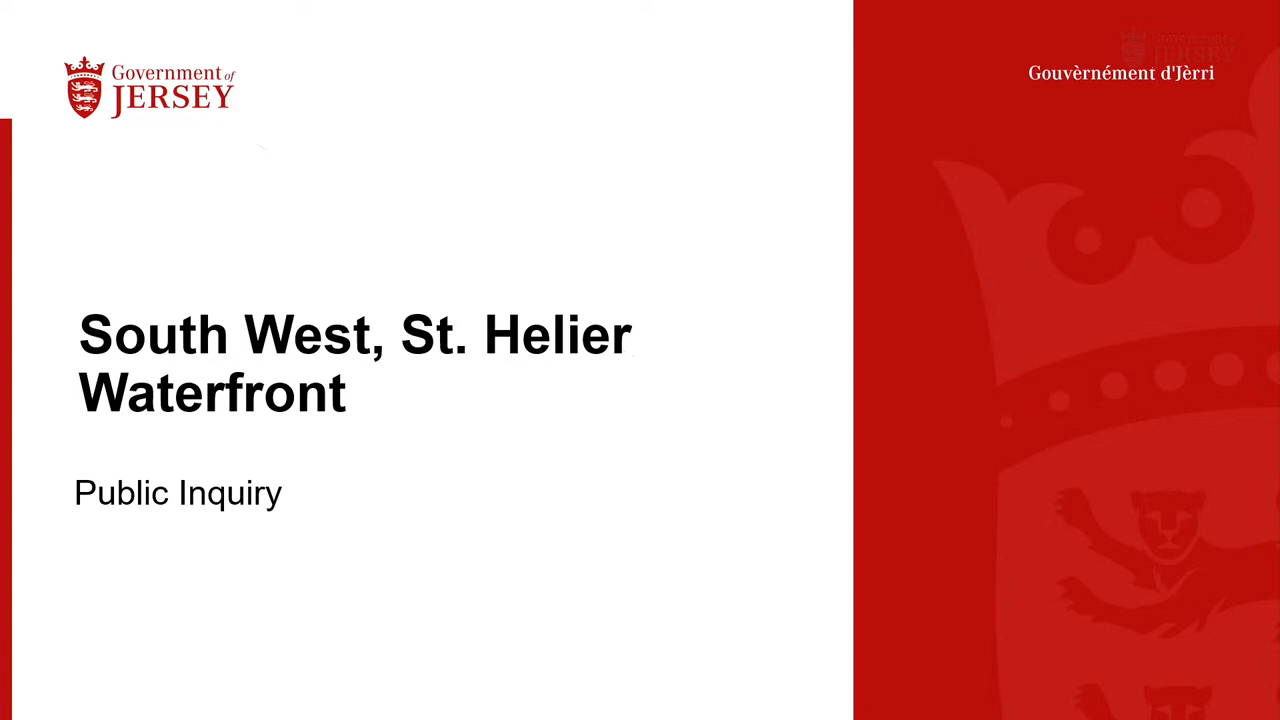 Government of
JERSEY
Gouvèrnément d'Jèrri
South West, St. Helier
Waterfront
Public Inquiry